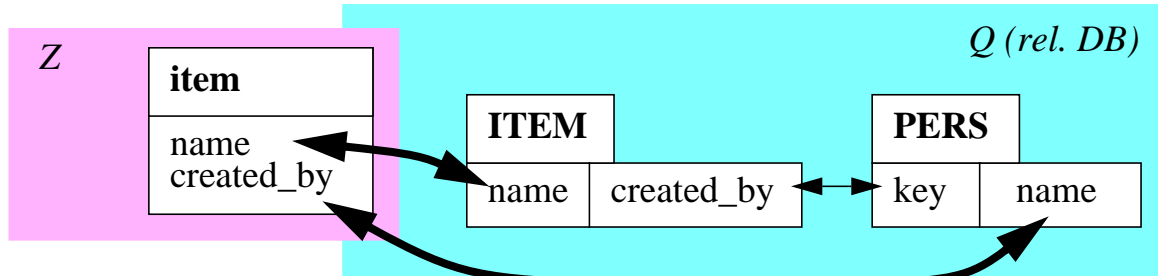 Z
Q (rel. DB)
item
name
created_by
ITEM
name created_by
PERS
key name